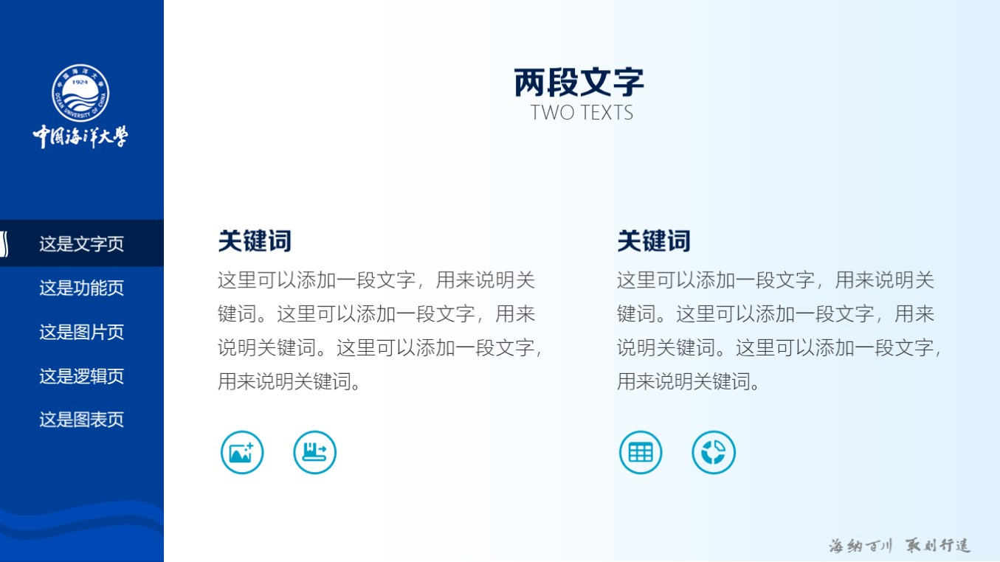 中国海洋大学
OCEAN UNIVERSITY OF CHINA
1924
中国海洋大学
这是文字页
这是功能页
这是图片页
这是逻辑页
这是图表页
两段文字
TWO TEXTS
关键词
这里可以添加一段文字，用来说明关
键词。这里可以添加一段文字，用来
说明关键词。这里可以添加一段文字，
用来说明关键词。
关键词
这里可以添加一段文字，用来说明关
键词。这里可以添加一段文字，用来
说明关键词。这里可以添加一段文字，
用来说明关键词。
海纳百川 取则行远